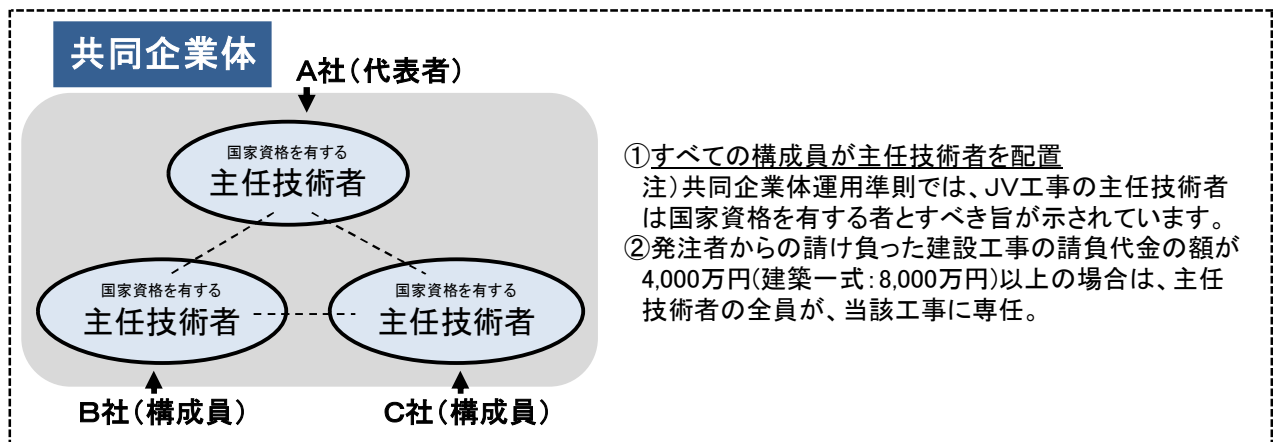 共同企業体
A社(代表者)
国家資格を有する
主任技術者
国家資格を有する
主任技術者
国家資格を有する
主任技術者
B社(構成員)
C社(構成員)
①すべての構成員が主任技術者を配置
注)共同企業体運用準則では、JV工事の主任技術者
は国家資格を有する者とすべき旨が示されています。
②発注者からの請け負った建設工事の請負代金の額が
4,000万円(建築一式:8,000万円)以上の場合は、主任
技術者の全員が、当該工事に専任。